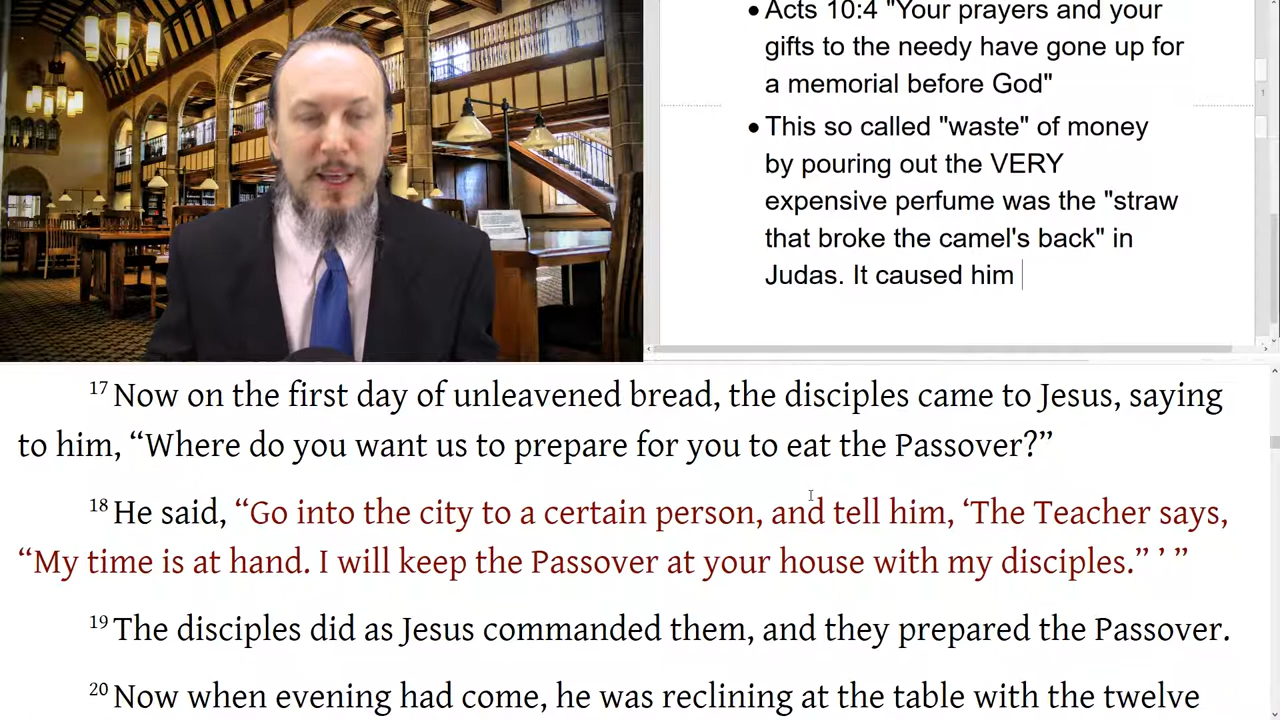 • Acts 10:4 "Your prayers and your
gifts to the needy have gone up for
a memorial before God"
• This so called "waste" of money
by pouring out the VERY
expensive perfume was the "straw
that broke the camel's back" in
Judas. It caused him
17 Now on the first day of unleavened bread, the disciples came to Jesus, saying
to him, “Where do you want us to prepare for you to eat the Passover?”
18 He said, “Go into the city to a certain person, and tell him, ‘The Teacher says,
“My time is at hand. I will keep the Passover at your house with my disciples.” ’ ”
19 The disciples did as Jesus commanded them, and they prepared the Passover.
20 Now when evening had come, he was reclining at the table with the twelve